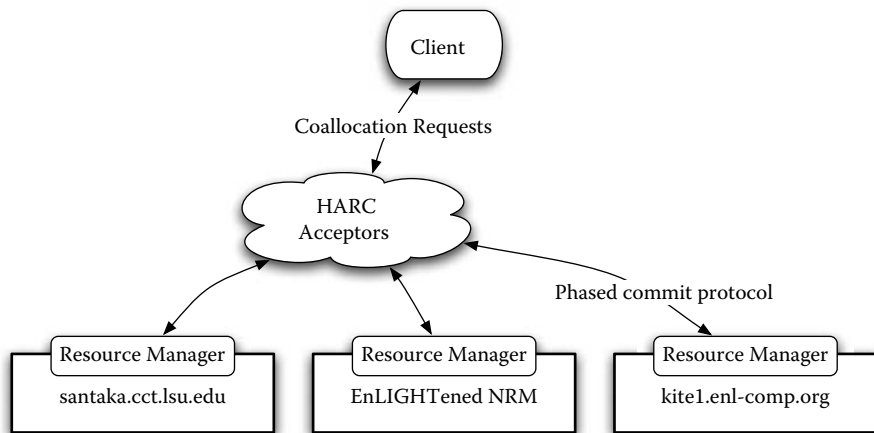 Client
Coallocation Requests
HARC
Acceptors
Phased commit protocol
Resource Manager
santaka.cct.lsu.edu
Resource Manager
EnLIGHTened NRM
Resource Manager
kite1.enl-comp.org